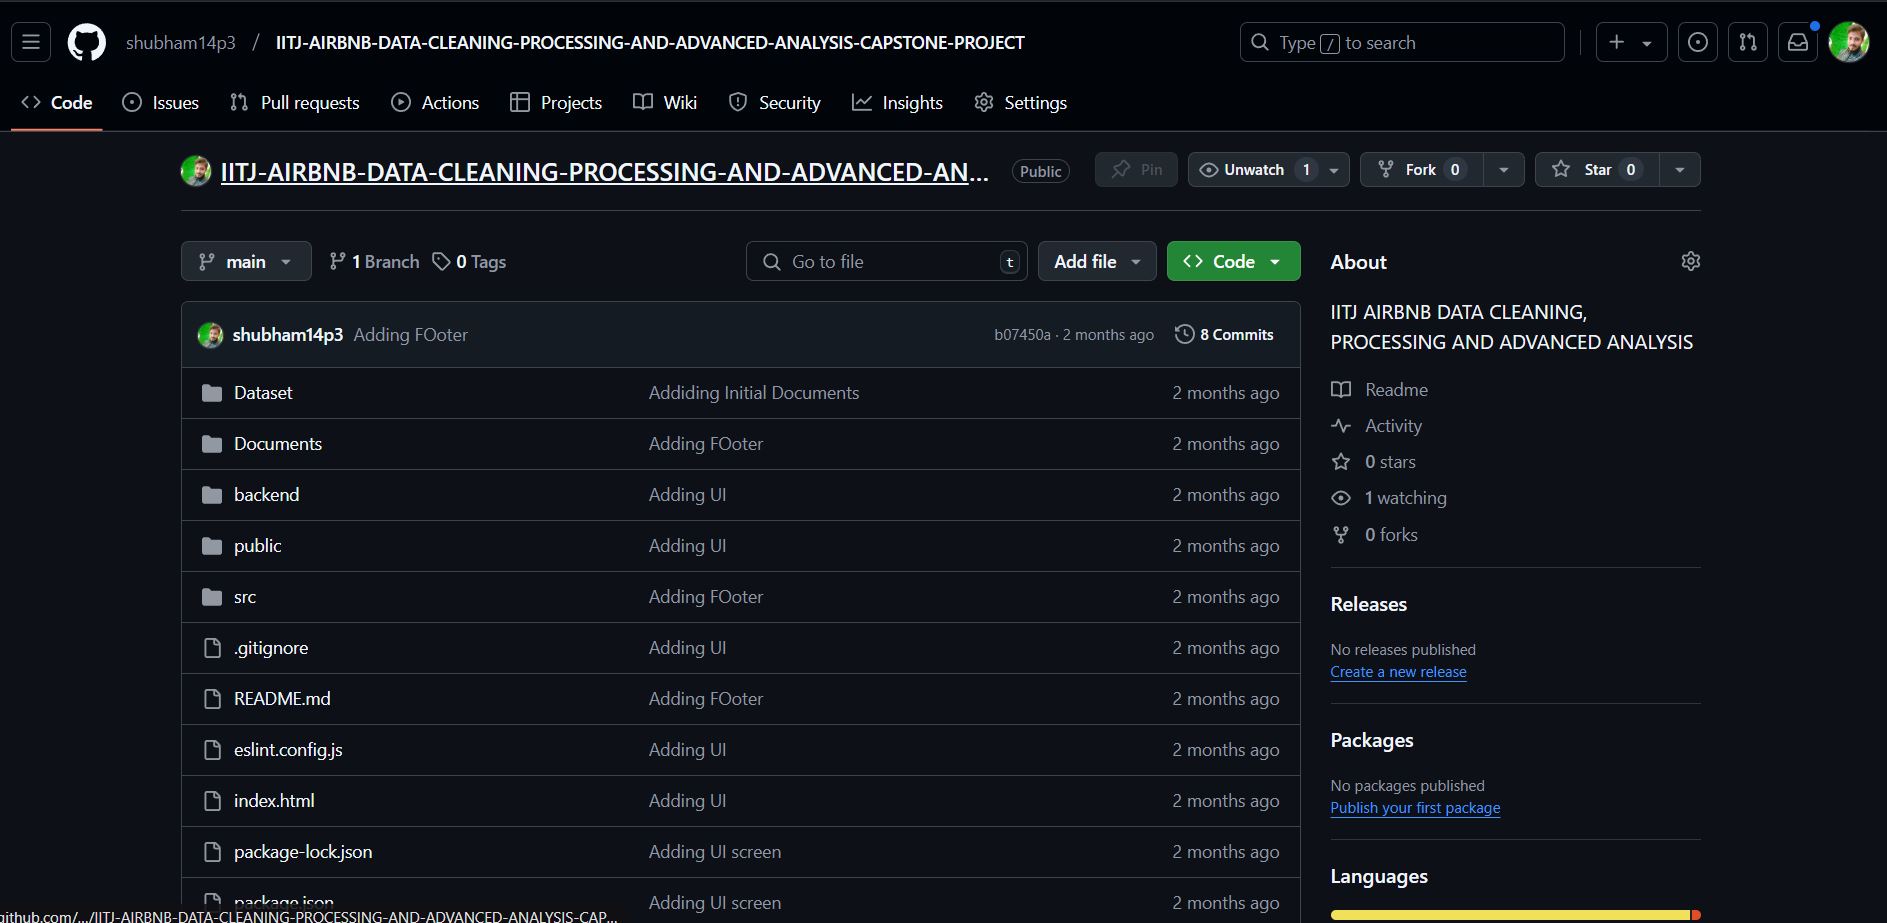 shubham14p3 / IITJ-AIRBNB-DATA-CLEANING-PROCESSING-AND-ADVANCED-ANALYSIS-CAPSTONE-PROJECT
Type / to search
Code Issues Pull requests Actions Projects Wiki Security Insights Settings
IITJ-AIRBNB-DATA-CLEANING-PROCESSING-AND-ADVANCED-AN... Public
Pin Unwatch 1 Fork 0 Star 0
main 1 Branch 0 Tags
Go to file t Add file Code
shubham14p3 Adding FOoter b07450a · 2 months ago 8 Commits
Dataset Addiding Initial Documents 2 months ago
Documents Adding FOoter 2 months ago
backend Adding UI 2 months ago
public Adding UI 2 months ago
src Adding FOoter 2 months ago
.gitignore Adding UI 2 months ago
README.md Adding FOoter 2 months ago
eslint.config.js Adding UI 2 months ago
index.html Adding UI 2 months ago
package-lock.json Adding UI screen 2 months ago
package.json Adding UI screen 2 months ago
About
IITJ AIRBNB DATA CLEANING,
PROCESSING AND ADVANCED ANALYSIS
Readme
Activity
0 stars
1 watching
0 forks
Releases
No releases published
Create a new release
Packages
No packages published
Publish your first package
Languages
github.com/.../IITJ-AIRBNB-DATA-CLEANING-PROCESSING-AND-ADVANCED-ANALYSIS-CAP...